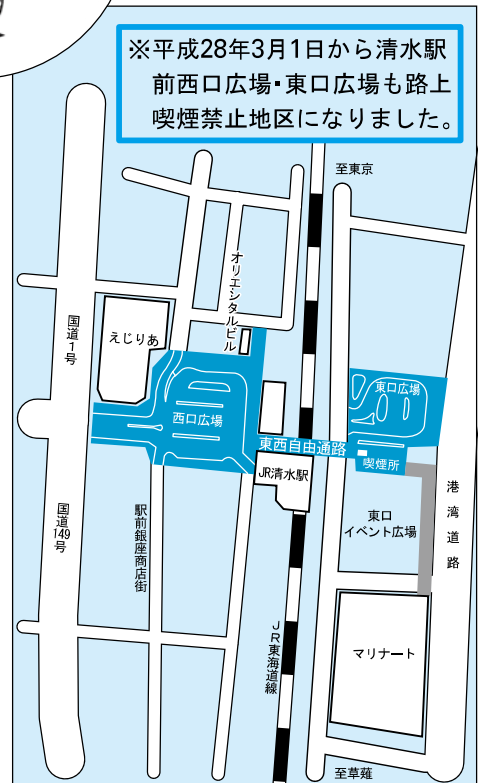 ※平成28年3月1日から清水駅
前西口広場・東口広場も路上
喫煙禁止地区になりました。
至東京
オリエンタルビル
国道1号
えじりあ
東口広場
西口広場
東西自由通路
喫煙所
JR清水駅
港湾道路
国道149号
駅前銀座商店街
東口
イベント広場
JR東海道線
マリナート
至草薙